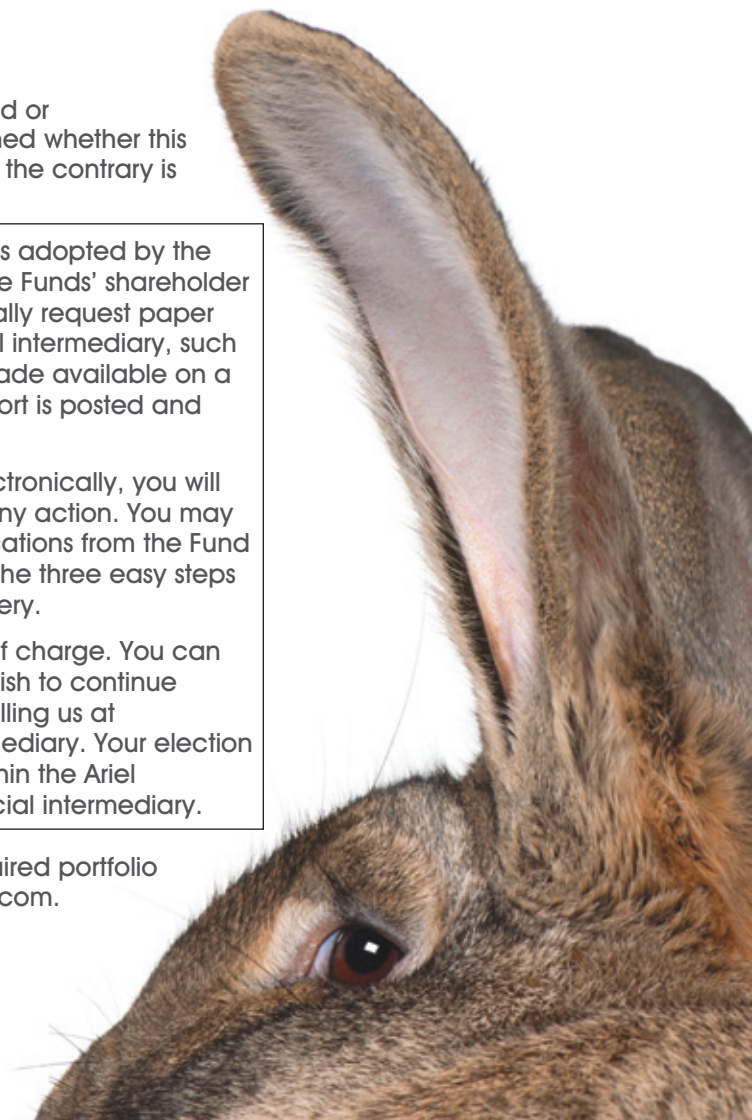 d or
ned whether this
the contrary is
s adopted by the
e Funds' shareholder
ally request paper
l intermediary, such
ade available on a
ort is posted and
ctronically, you will
ny action. You may
cations from the Fund
he three easy steps
ery.
f charge. You can
ish to continue
lling us at
ediary. Your election
hin the Ariel
cial intermediary.
ired portfolio
com.